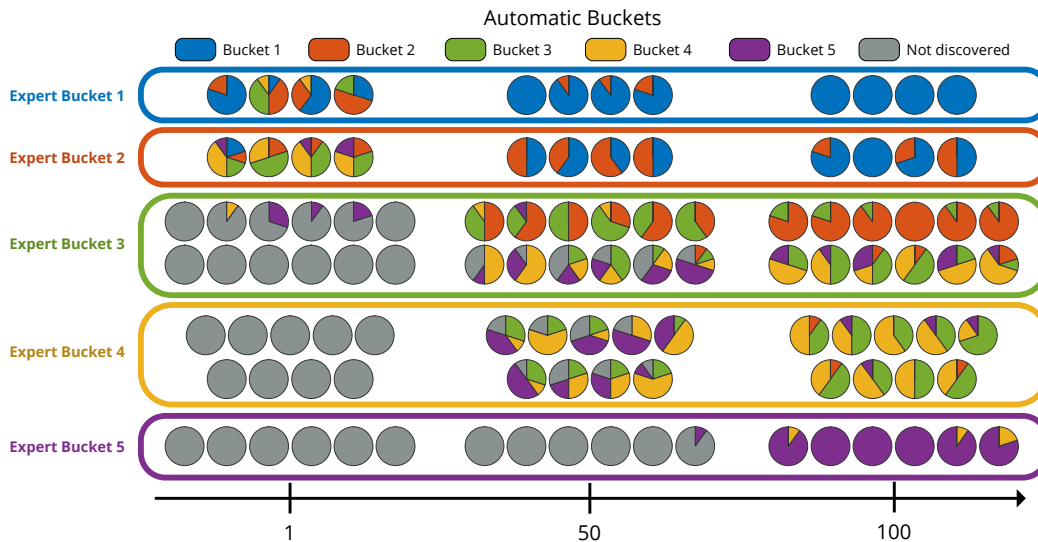 Automatic Buckets
Bucket 1 Bucket 2 Bucket 3 Bucket 4 Bucket 5 Not discovered
Expert Bucket 1
Expert Bucket 2
Expert Bucket 3
Expert Bucket 4
Expert Bucket 5
1 50 100